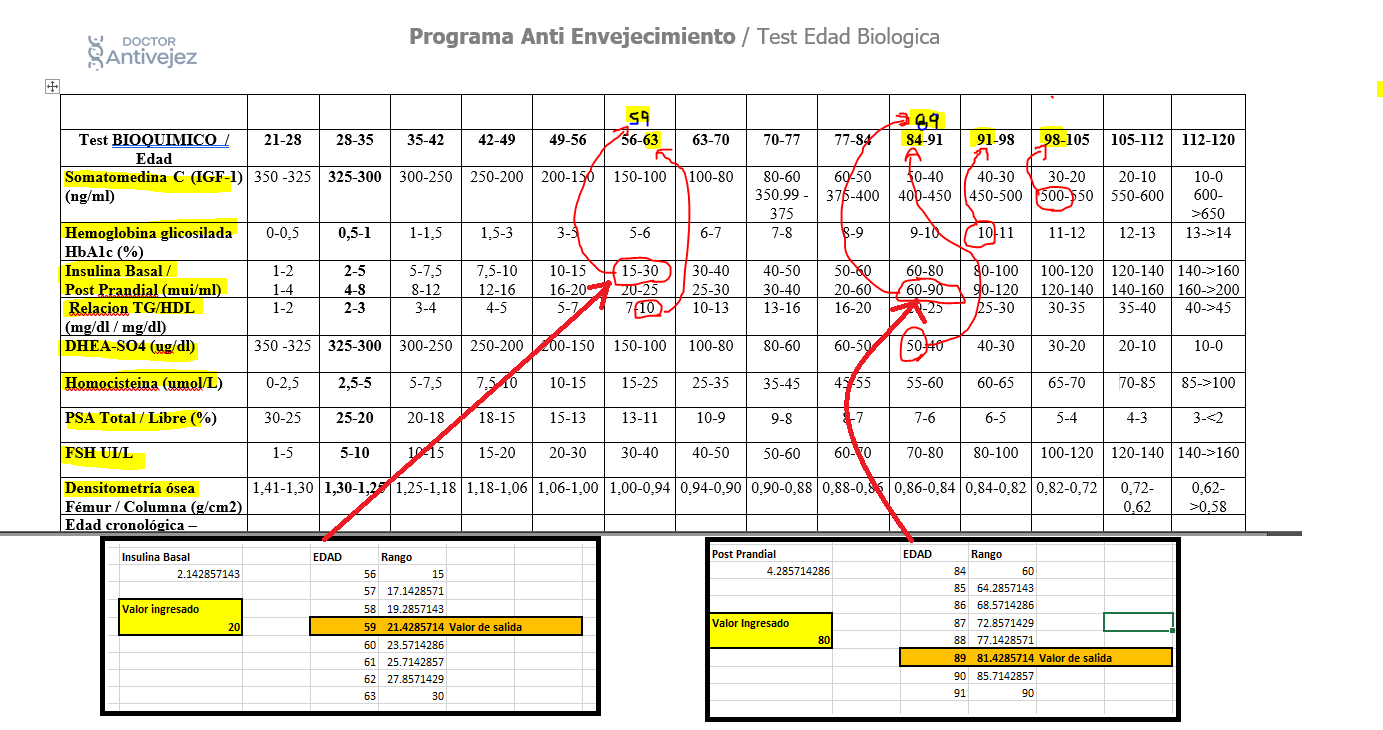 Programa Anti Envejecimiento / Test Edad Biologica
DOCTOR
Antivejez
59 89
Test BIOQUIMICO / Edad 21-28 28-35 35-42 42-49 49-56 56-63 63-70 70-77 77-84 84-91 91-98 98-105 105-112 112-120
Somatomedina C (IGF-1) (ng/ml) 350 -325 325-300 300-250 250-200 200-150 150-100 100-80 80-60 60-50 50-40 40-30 30-20 20-10 10-0
350.99 - 375 375-400 400-450 450-500 500-550 550-600 600->650
Hemoglobina glicosilada HbA1c (%) 0-0,5 0,5-1 1-1,5 1,5-3 3-5 5-6 6-7 7-8 8-9 9-10 10-11 11-12 12-13 13->14
Insulina Basal / 1-2 2-5 5-7,5 7,5-10 10-15 15-30 30-40 40-50 50-60 60-80 80-100 100-120 120-140 140->160
Post Prandial (mui/ml) 1-4 4-8 8-12 12-16 16-20 20-25 25-30 30-40 20-60 60-90 90-120 120-140 140-160 160->200
Relacion TG/HDL (mg/dl / mg/dl) 1-2 2-3 3-4 4-5 5-7 7-10 10-13 13-16 16-20 20-25 25-30 30-35 35-40 40->45
DHEA-SO4 (ug/dl) 350 -325 325-300 300-250 250-200 200-150 150-100 100-80 80-60 60-50 50-40 40-30 30-20 20-10 10-0
Homocisteina (umol/L) 0-2,5 2,5-5 5-7,5 7,5-10 10-15 15-25 25-35 35-45 45-55 55-60 60-65 65-70 70-85 85->100
PSA Total / Libre (%) 30-25 25-20 20-18 18-15 15-13 13-11 10-9 9-8 8-7 7-6 6-5 5-4 4-3 3-<2
FSH UI/L 1-5 5-10 10-15 15-20 20-30 30-40 40-50 50-60 60-70 70-80 80-100 100-120 120-140 140->160
Densitometría ósea Fémur / Columna (g/cm2) 1,41-1,30 1,30-1,25 1,25-1,18 1,18-1,06 1,06-1,00 1,00-0,94 0,94-0,90 0,90-0,88 0,88-0,86 0,86-0,84 0,84-0,82 0,82-0,72 0,72-0,62 0,62->0,58
Edad cronológica –
Insulina Basal EDAD Rango
2.142857143 56 15
57 17.1428571
Valor ingresado 58 19.2857143
20 59 21.4285714 Valor de salida
60 23.5714286
61 25.7142857
62 27.8571429
63 30
Post Prandial EDAD Rango
4.285714286 84 60
85 64.2857143
86 68.5714286
Valor Ingresado 87 72.8571429
80 88 77.1428571
89 81.4285714 Valor de salida
90 85.7142857
91 90